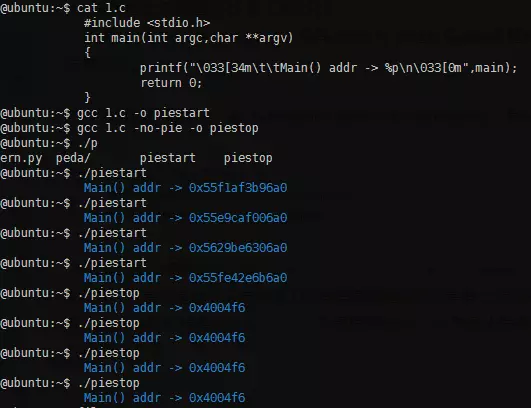 @ubuntu:~$ cat 1.c
#include <stdio.h>
int main(int argc,char **argv)
{
printf("\033[34m\t\tMain() addr -> %p\n\033[0m",main);
return 0;
}
@ubuntu:~$ gcc 1.c -o piestart
@ubuntu:~$ gcc 1.c -no-pie -o piestop
@ubuntu:~$ ./p
ern.py peda/ piestart piestop
@ubuntu:~$ ./piestart
Main() addr -> 0x55f1af3b96a0
@ubuntu:~$ ./piestart
Main() addr -> 0x55e9caf006a0
@ubuntu:~$ ./piestart
Main() addr -> 0x5629be6306a0
@ubuntu:~$ ./piestart
Main() addr -> 0x55fe42e6b6a0
@ubuntu:~$ ./piestop
Main() addr -> 0x4004f6
@ubuntu:~$ ./piestop
Main() addr -> 0x4004f6
@ubuntu:~$ ./piestop
Main() addr -> 0x4004f6
@ubuntu:~$ ./piestop
Main() addr -> 0x4004f6